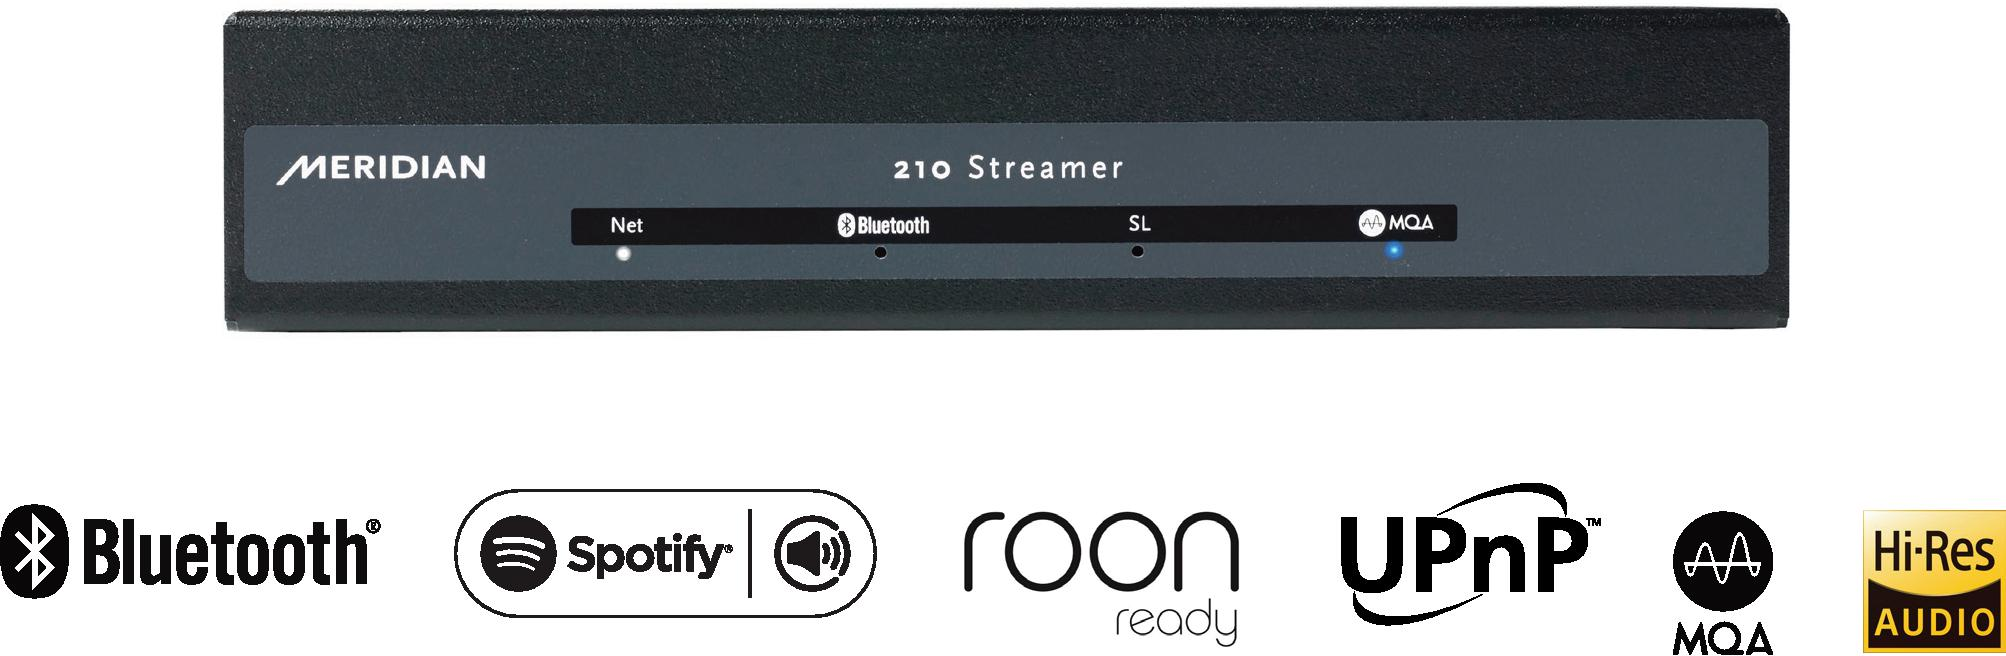 MERIDIAN
210 Streamer
Net Bluetooth SL MQA
Bluetooth® Spotify® roon ready UPnP™ MQA Hi-Res AUDIO